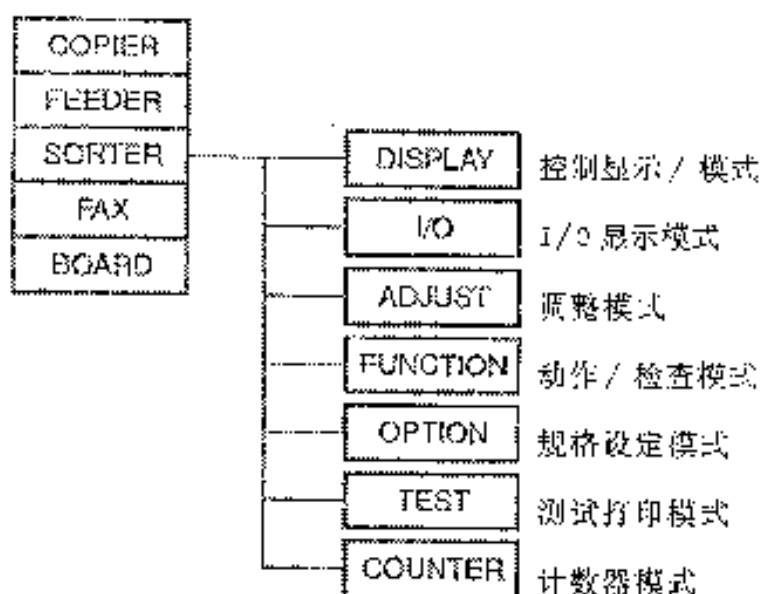 COPIER
FEEDER
SORTER
FAX
BOARD
DISPLAY 控制显示 / 模式
I/O I/O 显示模式
ADJUST 调整模式
FUNCTION 动作 / 检查模式
OPTION 规格设定模式
TEST 测试打印模式
COUNTER 计数器模式